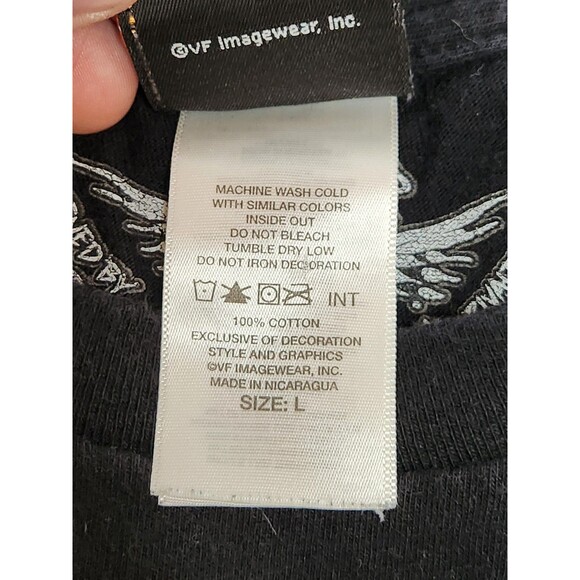 ©VF Imagewear, Inc.
MACHINE WASH COLD
WITH SIMILAR COLORS
INSIDE OUT
DO NOT BLEACH
TUMBLE DRY LOW
DO NOT IRON DECORATION
INT
100% COTTON
EXCLUSIVE OF DECORATION
STYLE AND GRAPHICS
©VF IMAGEWEAR, INC.
MADE IN NICARAGUA
SIZE: L
BY